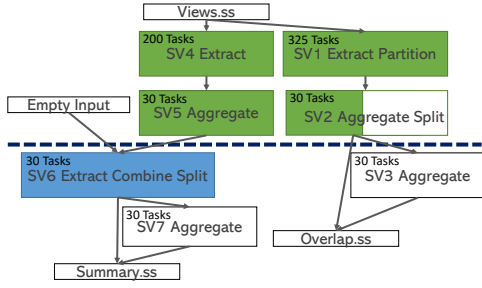 Views.ss
200 Tasks
SV4 Extract
325 Tasks
SV1 Extract Partition
Empty Input
30 Tasks
SV5 Aggregate
30 Tasks
SV2 Aggregate Split
30 Tasks
SV6 Extract Combine Split
30 Tasks
SV3 Aggregate
30 Tasks
SV7 Aggregate
Overlap.ss
Summary.ss